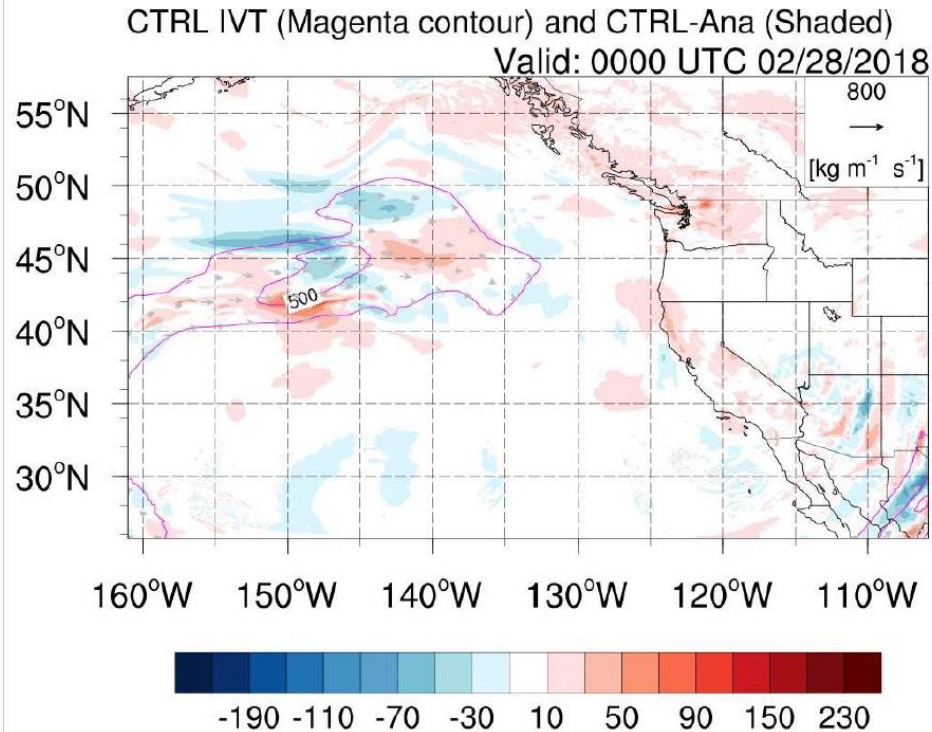 CTRL IVT (Magenta contour) and CTRL-Ana (Shaded)
Valid: 0000 UTC 02/28/2018
800
[kg m⁻¹ s⁻¹]
55°N
50°N
45°N
500
40°N
35°N
30°N
160°W 150°W 140°W 130°W 120°W 110°W
-190 -110 -70 -30 10 50 90 150 230